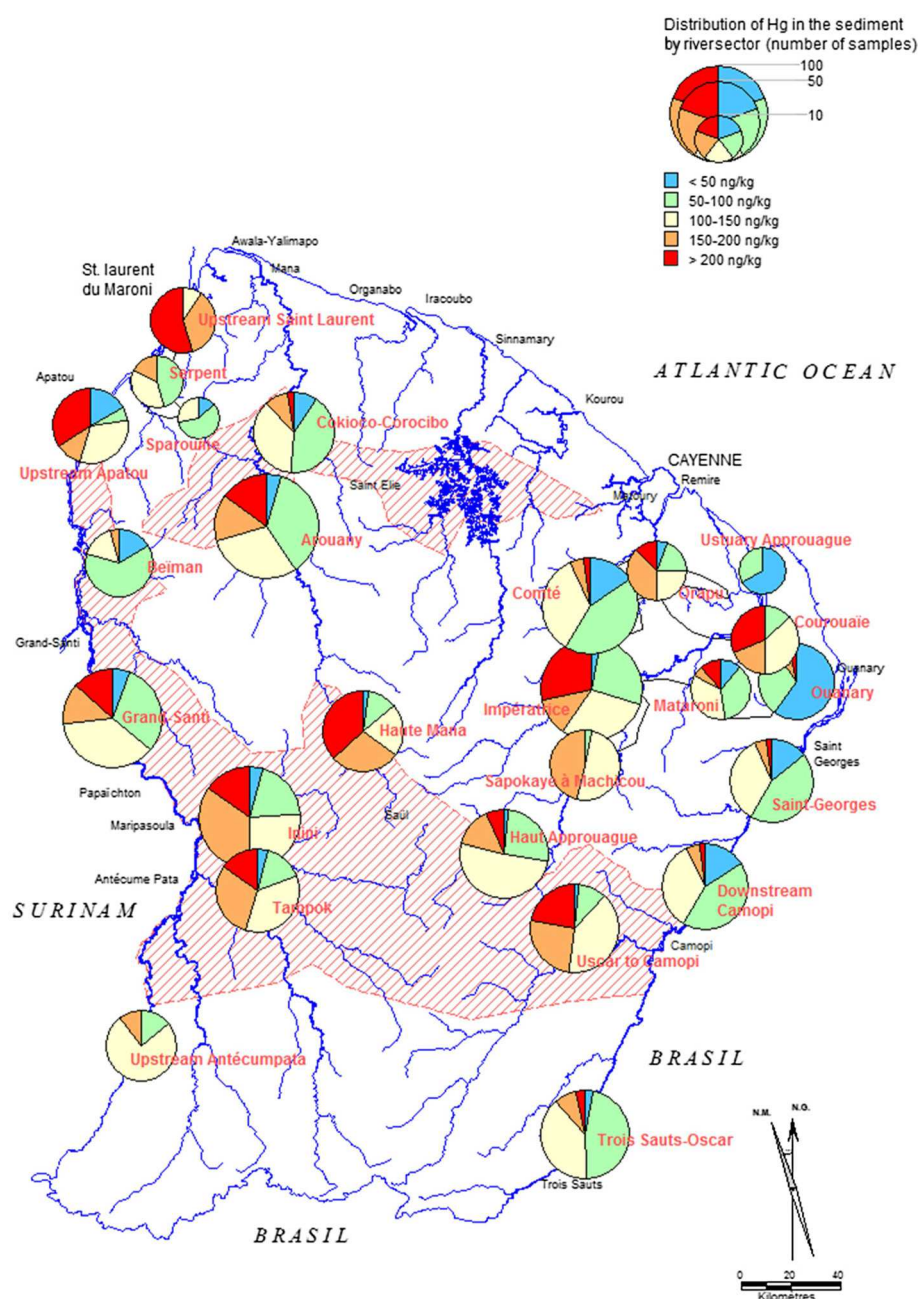 Distribution of Hg in the sediment
by riversector (number of samples)
100
50
10
< 50 ng/kg
50-100 ng/kg
100-150 ng/kg
150-200 ng/kg
> 200 ng/kg
Awala-Yalimapo
Mana
St. laurent
du Maroni
Organabo
Iracoubo
Upstream Saint Laurent
Sinnamary
ATLANTIC OCEAN
Serpent
Apatou
Kourou
Sparouine
Cokioco-Corocibo
Upstream Apatou
CAYENNE
Remire
Saint Elie
Matoury
Arouany
Ustuary Approuague
Beïman
Comté
Orapu
Courouaïe
Grand-Santi
Ouanary
Mataroni
Ouanary
Impératrice
Grand-Santi
Haute Mana
Saint
Georges
Sapokaye à Machicou
Papaïchton
Saint-Georges
Maripasoula
Saül
Inini
Haut Approuague
Antécume Pata
Downstream
Camopi
SURINAM
Tampok
Camopi
Uscar to Camopi
Upstream Antécumpata
BRASIL
N.M.
N.G.
Trois Sauts-Oscar
Trois Sauts
BRASIL
0 20 40
Kilometres